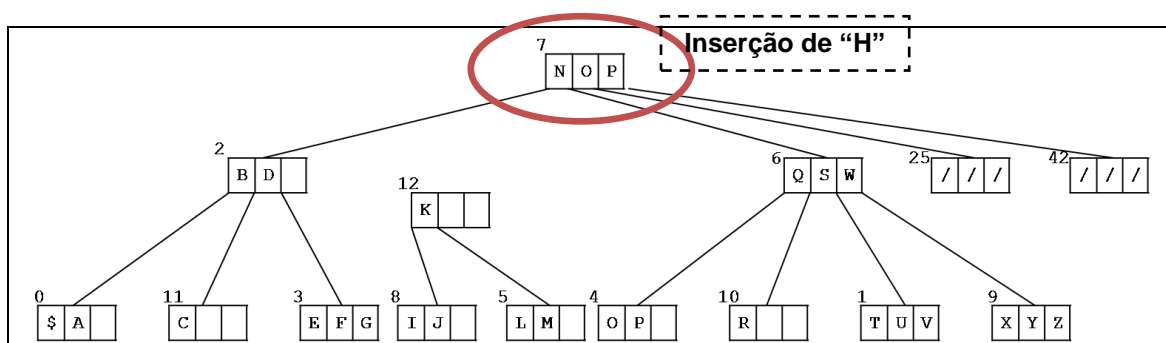 Inserção de “H”
7
N O P
2 6 25 42
B D Q S W / / / / / /
12
K
0 11 3 8 5 4 10 1 9
$ A C E F G I J L M O P R T U V X Y Z